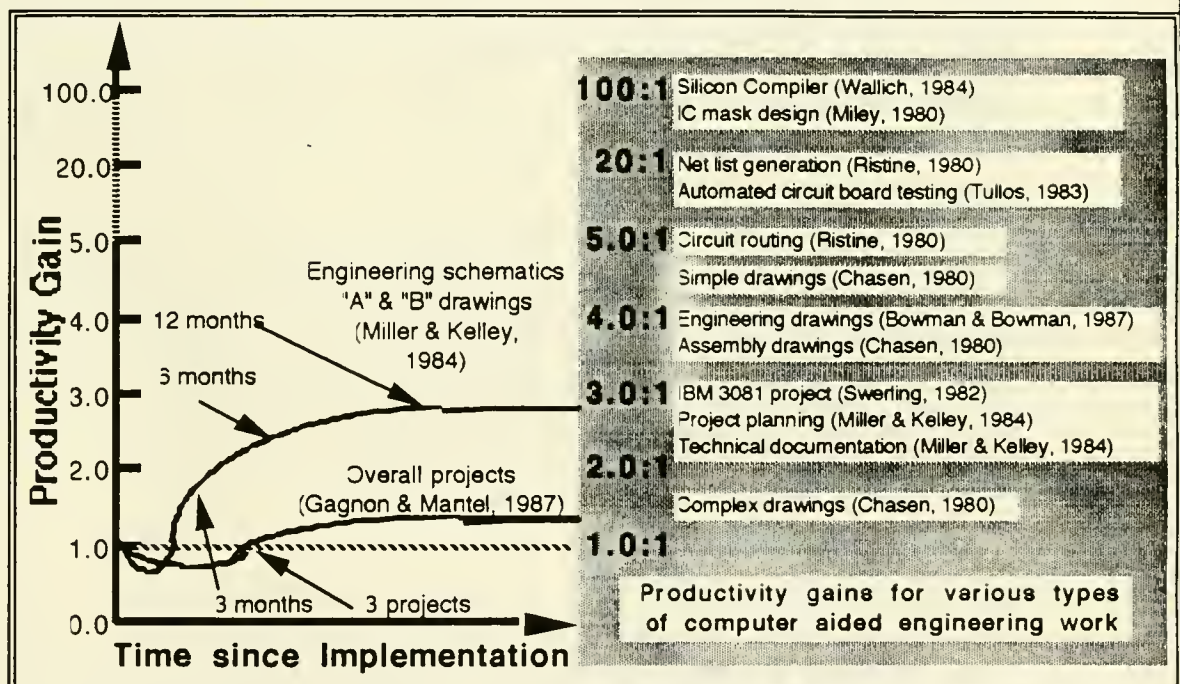 100.0
20.0
5.0
4.0
3.0
2.0
1.0
0.0
Productivity Gain
Time since Implementation
Engineering schematics
"A" & "B" drawings
(Miller & Kelley,
1984)
12 months
6 months
3 months
Overall projects
(Gagnon & Mantel, 1987)
3 projects
100:1 Silicon Compiler (Wallich, 1984)
IC mask design (Miley, 1980)
20:1 Net list generation (Ristine, 1980)
Automated circuit board testing (Tullos, 1983)
5.0:1 Circuit routing (Ristine, 1980)
Simple drawings (Chasen, 1980)
4.0:1 Engineering drawings (Bowman & Bowman, 1987)
Assembly drawings (Chasen, 1980)
3.0:1 IBM 3081 project (Swerling, 1982)
Project planning (Miller & Kelley, 1984)
Technical documentation (Miller & Kelley, 1984)
2.0:1
Complex drawings (Chasen, 1980)
1.0:1
Productivity gains for various types
of computer aided engineering work